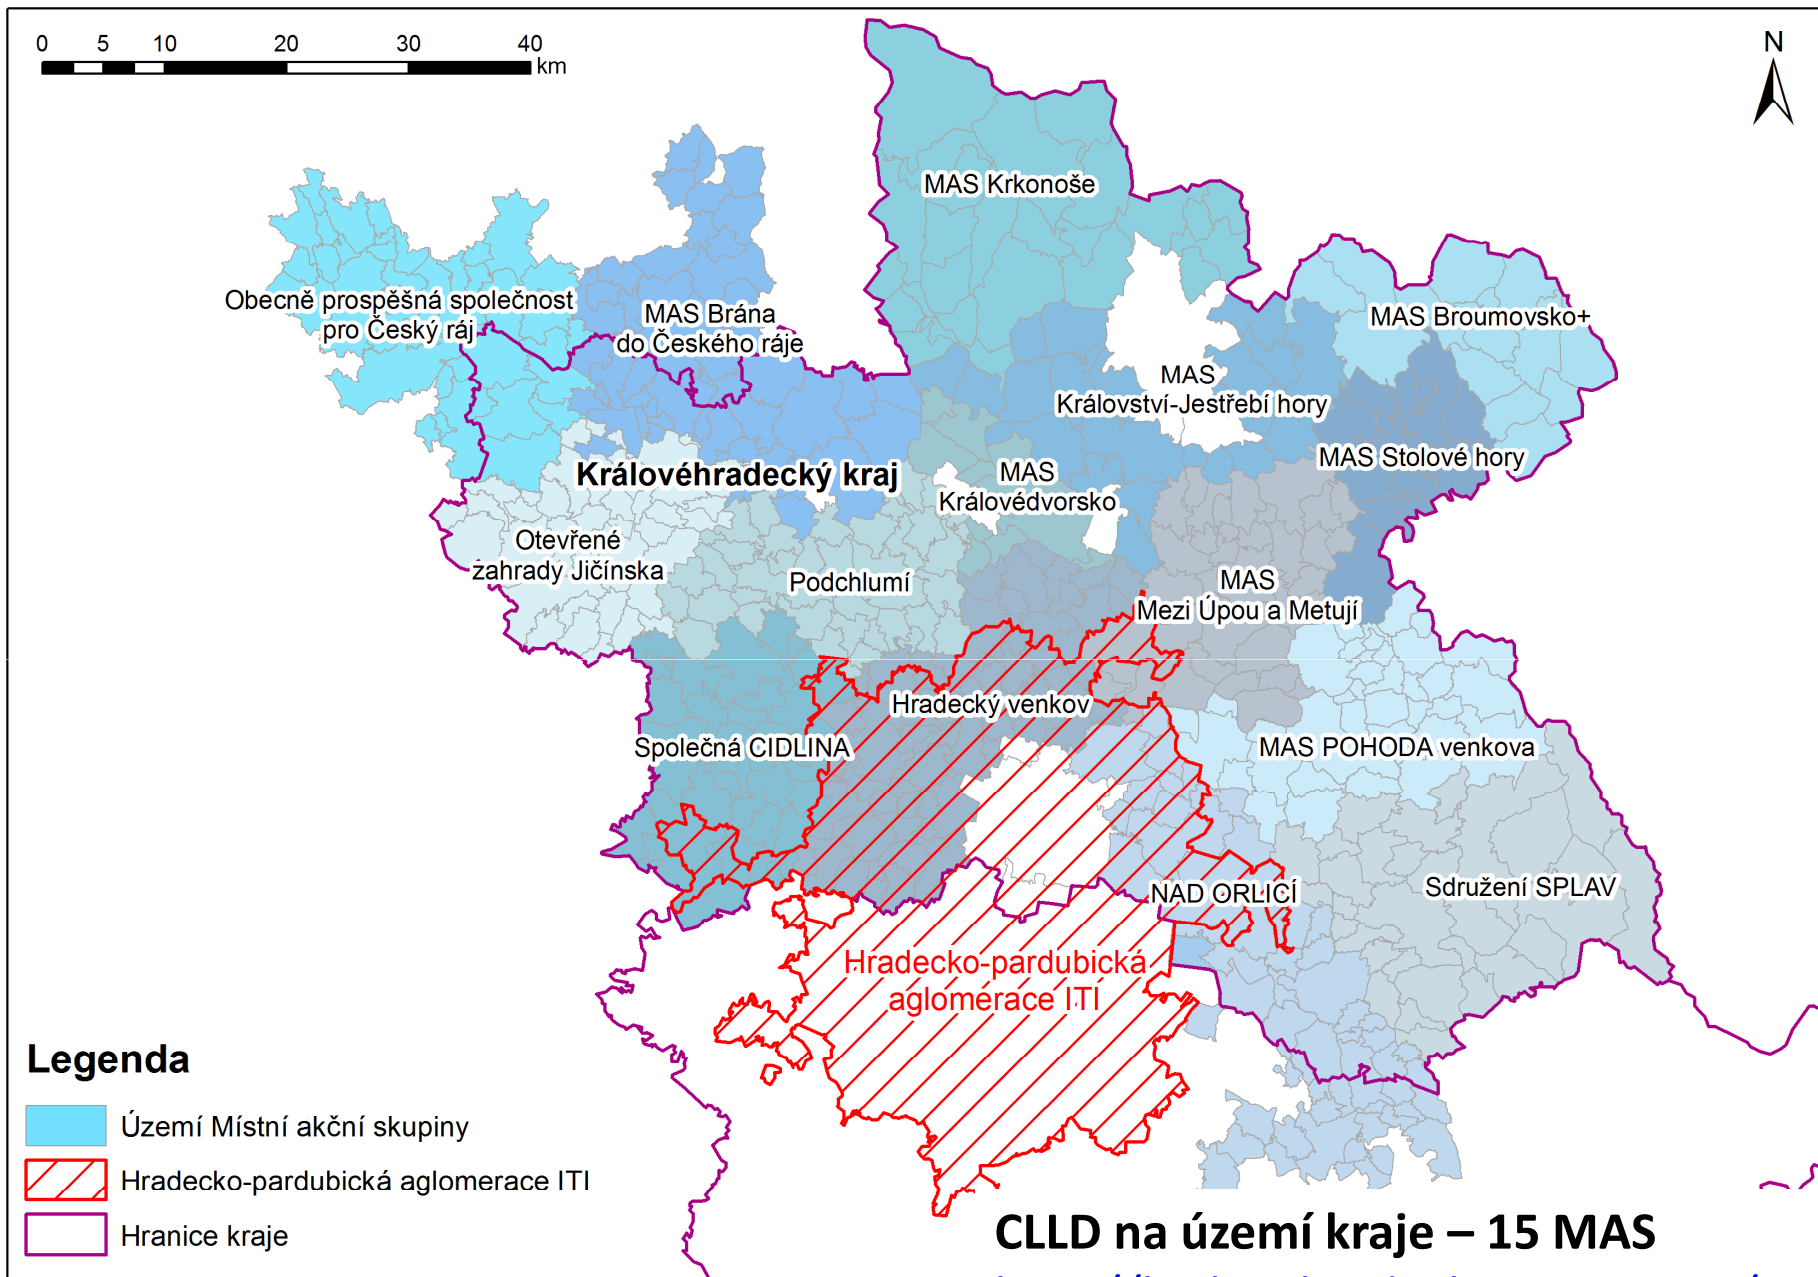 0 5 10 20 30 40
km
N
MAS Krkonoše
Obecně prospěšná společnost
pro Český ráj
MAS Brána
do Českého ráje
MAS Broumovsko+
MAS
Království-Jestřebí hory
MAS Stolové hory
Královéhradecký kraj
MAS
Královédvorsko
Otevřené
zahrady Jičínska
Podchlumí
MAS
Mezi Úpou a Metují
Hradecký venkov
Společná CIDLINA
MAS POHODA venkova
NAD ORLICÍ
Sdružení SPLAV
Hradecko-pardubická
aglomerace ITI
Legenda
Území Místní akční skupiny
Hradecko-pardubická aglomerace ITI
Hranice kraje
CLLD na území kraje – 15 MAS